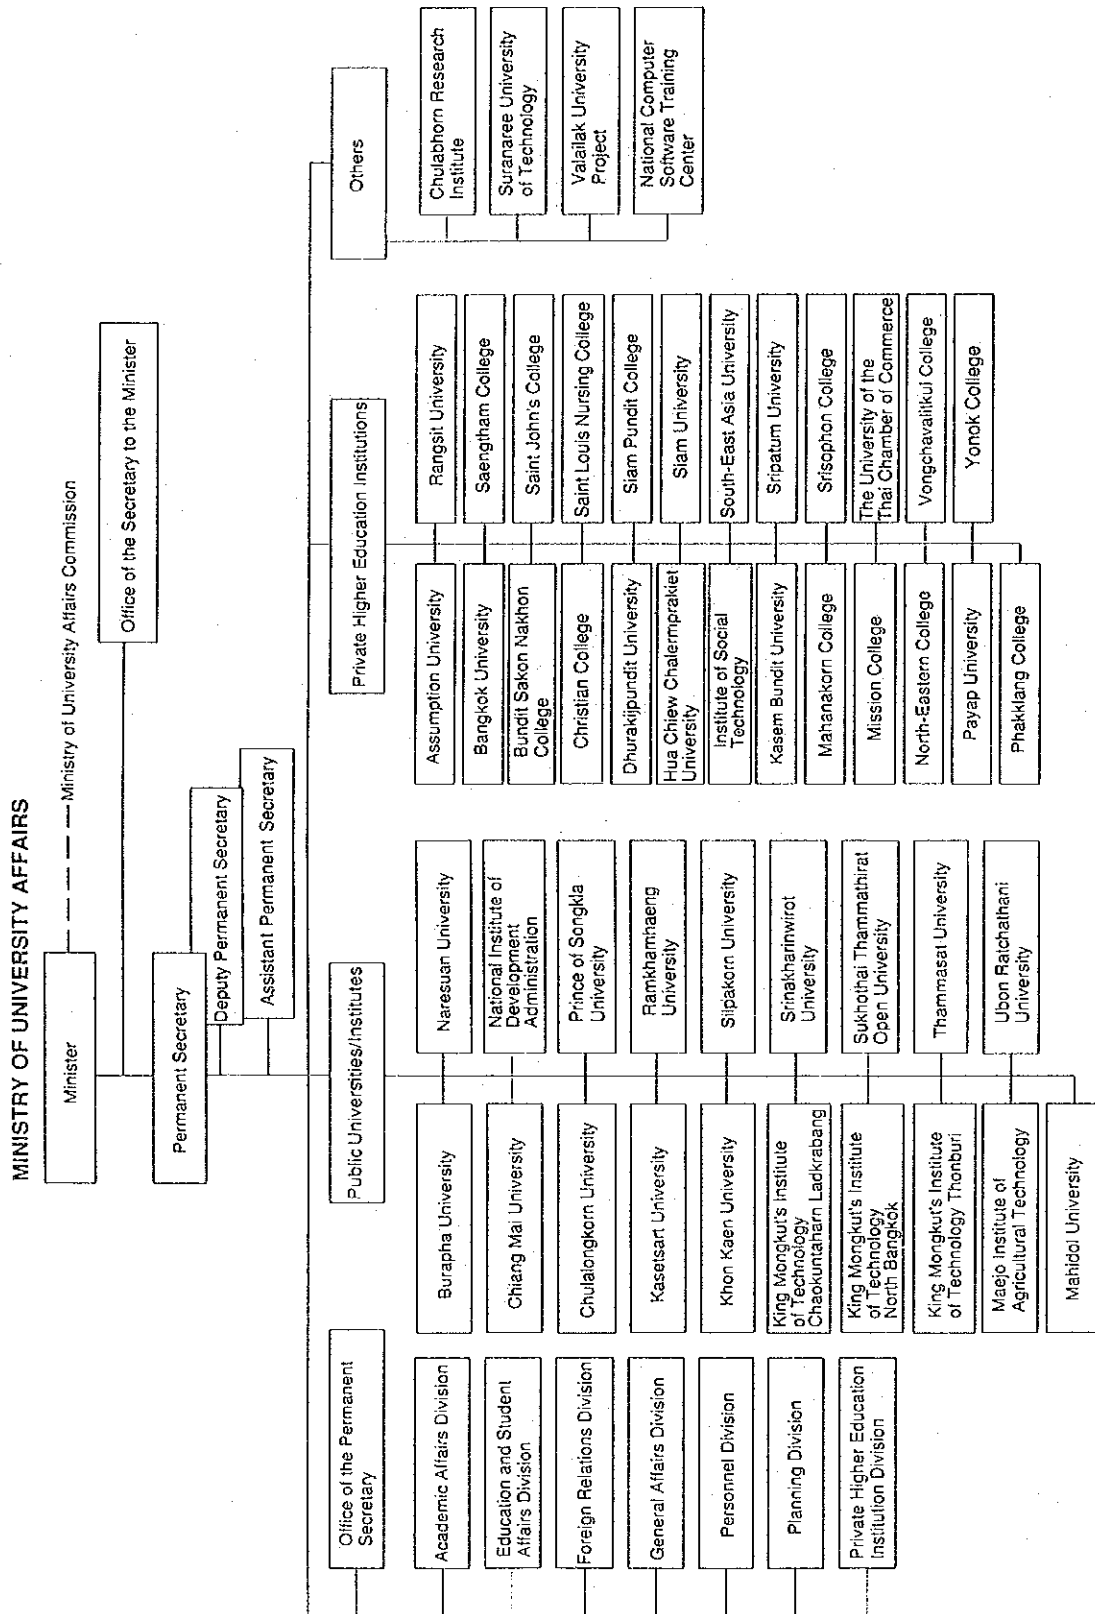 MINISTRY OF UNIVERSITY AFFAIRS
Minister
Ministry of University Affairs Commission
Office of the Secretary to the Minister
Permanent Secretary
Deputy Permanent Secretary
Assistant Permanent Secretary
Office of the Permanent
Secretary
Academic Affairs Division
Education and Student
Affairs Division
Foreign Relations Division
General Affairs Division
Personnel Division
Planning Division
Private Higher Education
Institution Division
Public Universities/Institutes
Burapha University
Chiang Mai University
Chulalongkorn University
Kasetsart University
Khon Kaen University
King Mongkut's Institute
of Technology
Chaokuntaharn Ladkrabang
King Mongkut's Institute
of Technology
North Bangkok
King Mongkut's Institute
of Technology Thonburi
Maejo Institute of
Agricultural Technology
Mahidol University
Naresuan University
National Institute of
Development
Administration
Prince of Songkla
University
Ramkhamhaeng
University
Silpakorn University
Srinakharinwirot
University
Sukhothai Thammathirat
Open University
Thammasat University
Ubon Ratchathani
University
Private Higher Education Institutions
Assumption University
Bangkok University
Bundit Sakon Nakhon
College
Christian College
Dhurakijpundit University
Hua Chiew Chalermprakiet
University
Institute of Social
Technology
Kasem Bundit University
Mahanakorn College
Mission College
North-Eastern College
Payap University
Phakklang College
Rangsit University
Saengtham College
Saint John's College
Saint Louis Nursing College
Siam Pundit College
Siam University
South-East Asia University
Sripatum University
Srisophon College
The University of the
Thai Chamber of Commerce
Vongchavalitkul College
Yonok College
Others
Chulabhorn Research
Institute
Suranaree University
of Technology
Valailak University
Project
National Computer
Software Training
Center